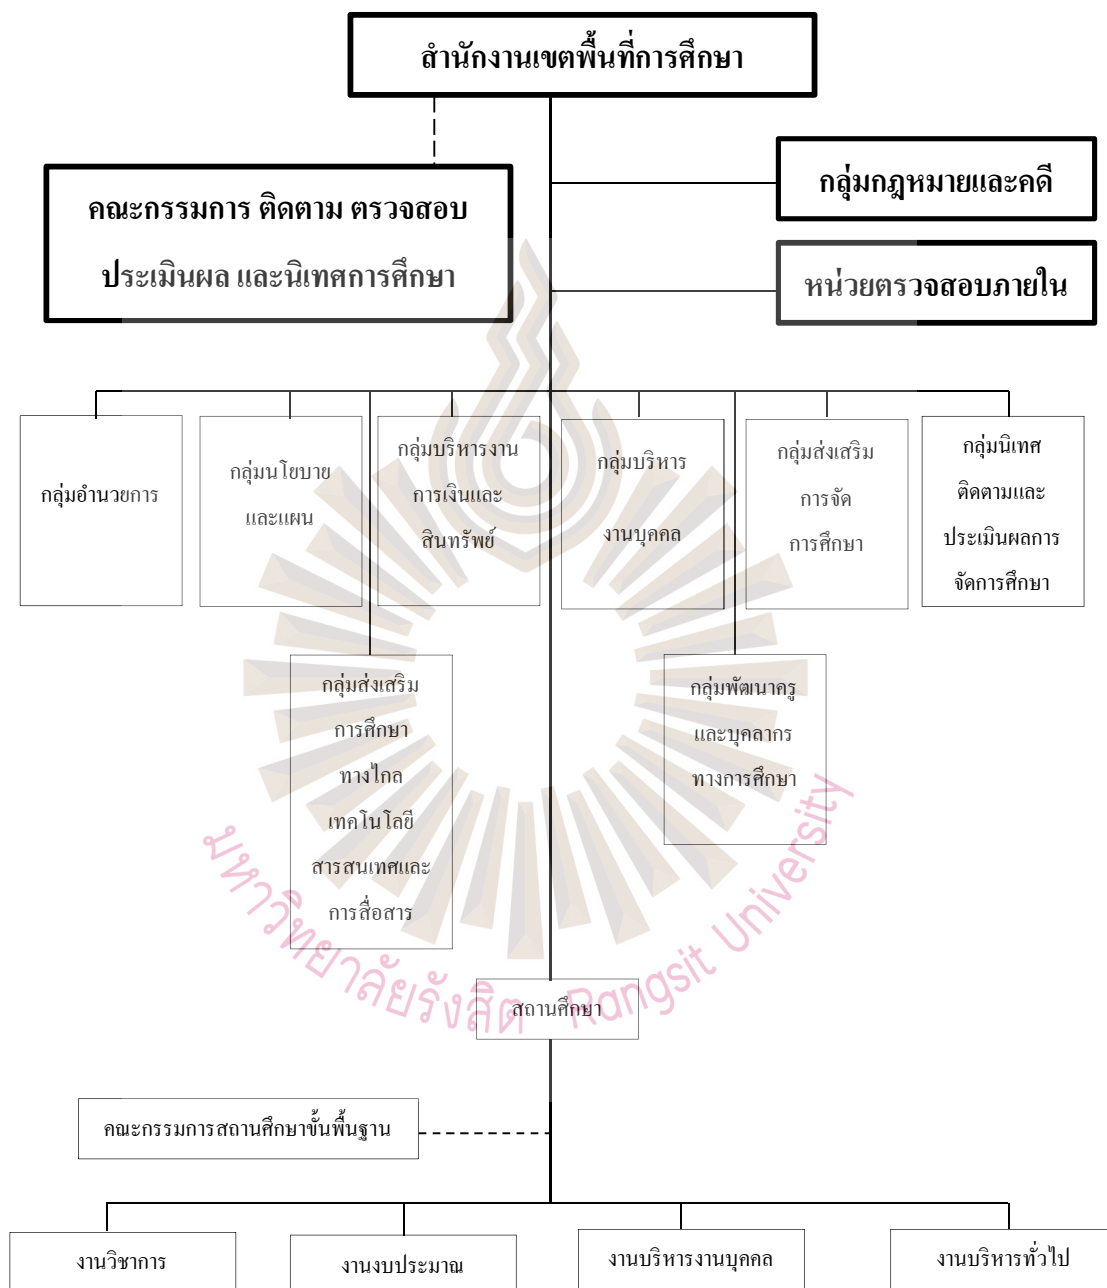 สำนักงานเขตพื้นที่การศึกษา
คณะกรรมการ ติดตาม ตรวจสอบ
ประเมินผล และนิเทศการศึกษา
กลุ่มกฎหมายและคดี
หน่วยตรวจสอบภายใน
กลุ่มอำนวยการ
กลุ่มนโยบาย
และแผน
กลุ่มบริหารงาน
การเงินและ
สินทรัพย์
กลุ่มบริหาร
งานบุคคล
กลุ่มส่งเสริม
การจัด
การศึกษา
กลุ่มนิเทศ
ติดตามและ
ประเมินผลการ
จัดการศึกษา
กลุ่มส่งเสริม
การศึกษา
ทางไกล
เทคโนโลยี
สารสนเทศและ
การสื่อสาร
กลุ่มพัฒนาครู
และบุคลากร
ทางการศึกษา
มหาวิทยาลัยรังสิต Rangsit University
สถานศึกษา
คณะกรรมการสถานศึกษาขั้นพื้นฐาน
งานวิชาการ
งานงบประมาณ
งานบริหารงานบุคคล
งานบริหารทั่วไป